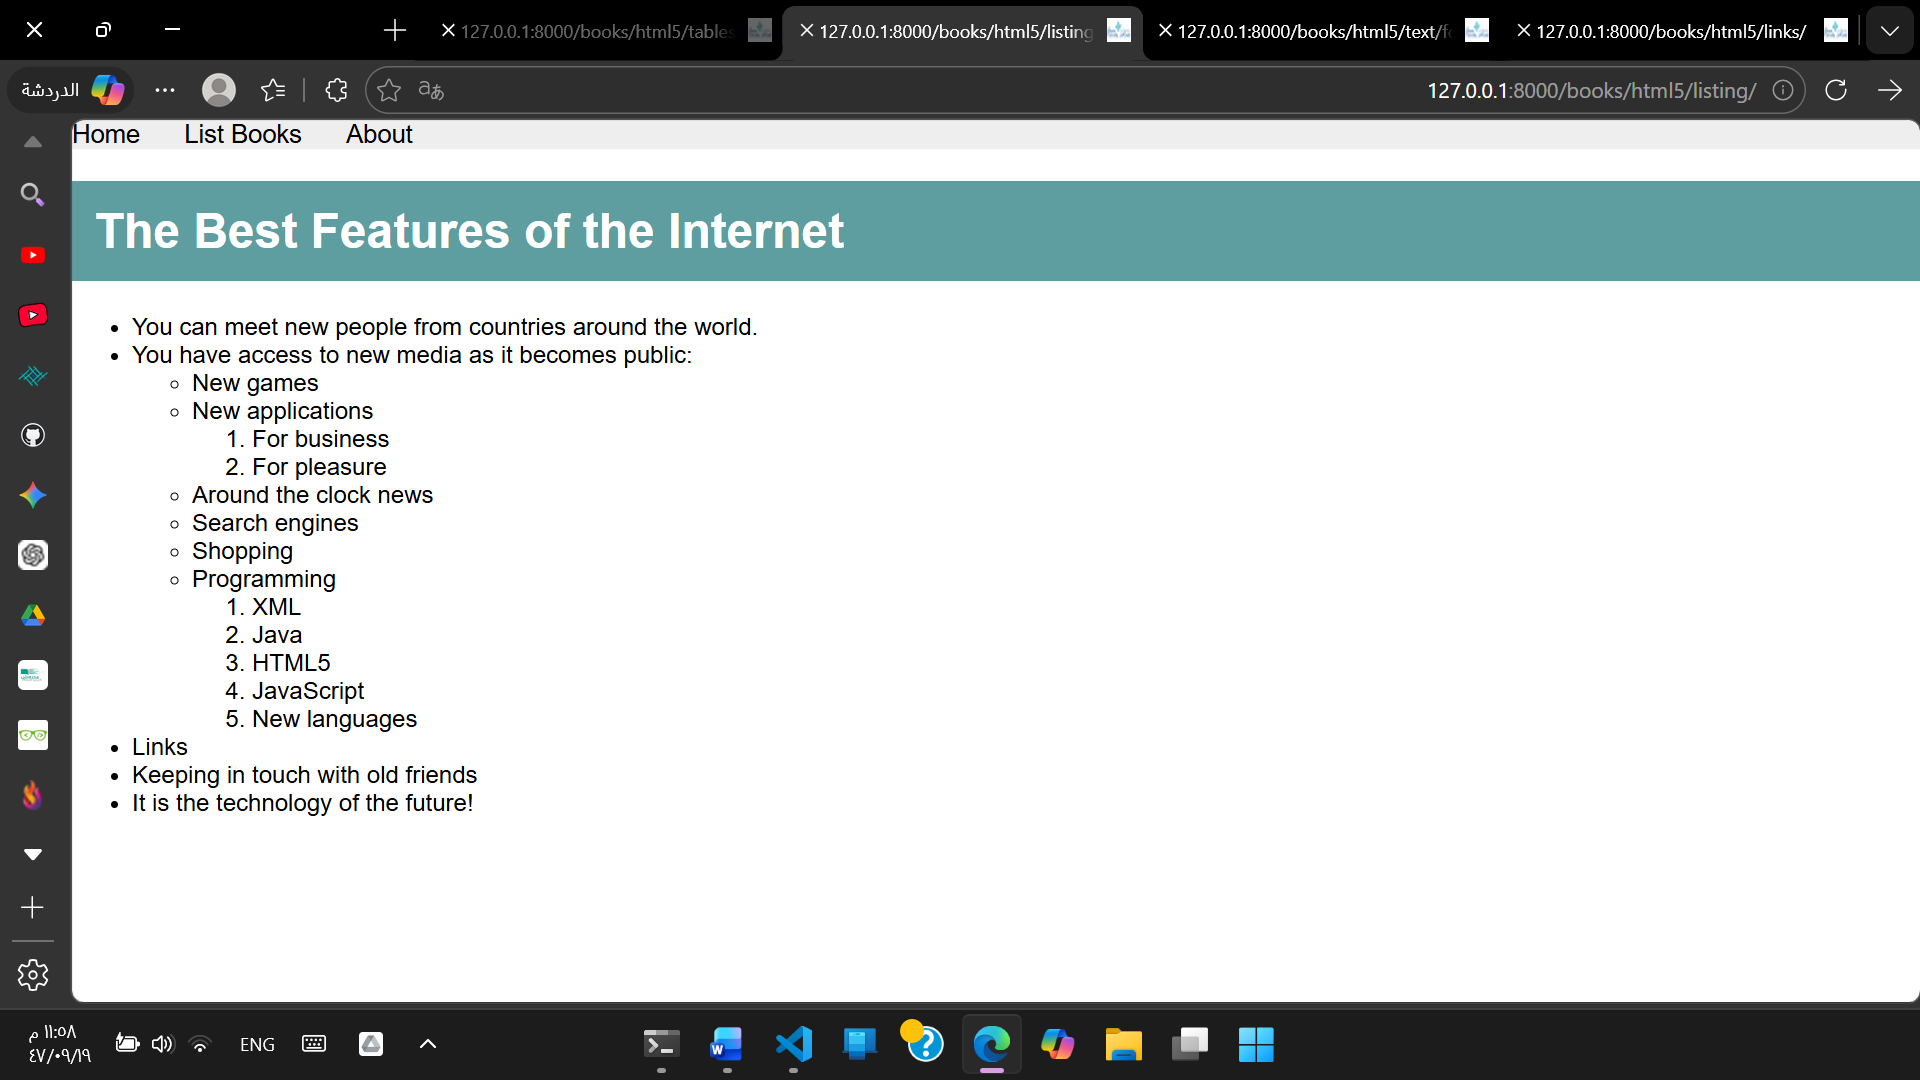 127.0.0.1:8000/books/html5/tables
127.0.0.1:8000/books/html5/listing
127.0.0.1:8000/books/html5/text/fo
127.0.0.1:8000/books/html5/links/
الدردشة
127.0.0.1:8000/books/html5/listing/
Home List Books About
The Best Features of the Internet
• You can meet new people from countries around the world.
• You have access to new media as it becomes public:
◦ New games
◦ New applications
1. For business
2. For pleasure
◦ Around the clock news
◦ Search engines
◦ Shopping
◦ Programming
1. XML
2. Java
3. HTML5
4. JavaScript
5. New languages
• Links
• Keeping in touch with old friends
• It is the technology of the future!
١١:٥٨ م
٤٧/٠٩/١٩
ENG